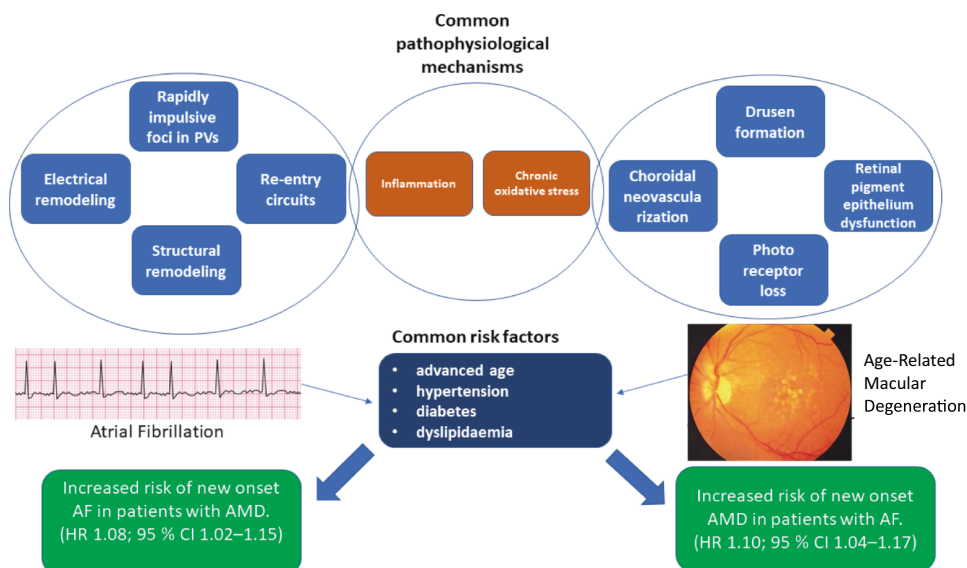 Common
pathophysiological
mechanisms
Rapidly
impulsive
foci in PVs
Electrical
remodeling
Re-entry
circuits
Structural
remodeling
Inflammation
Chronic
oxidative stress
Drusen
formation
Choroidal
neovascula
rization
Retinal
pigment
epithelium
dysfunction
Photo
receptor
loss
Common risk factors
• advanced age
• hypertension
• diabetes
• dyslipidaemia
Atrial Fibrillation
Age-Related
Macular
Degeneration
Increased risk of new onset
AF in patients with AMD.
(HR 1.08; 95 % CI 1.02–1.15)
Increased risk of new onset
AMD in patients with AF.
(HR 1.10; 95 % CI 1.04–1.17)